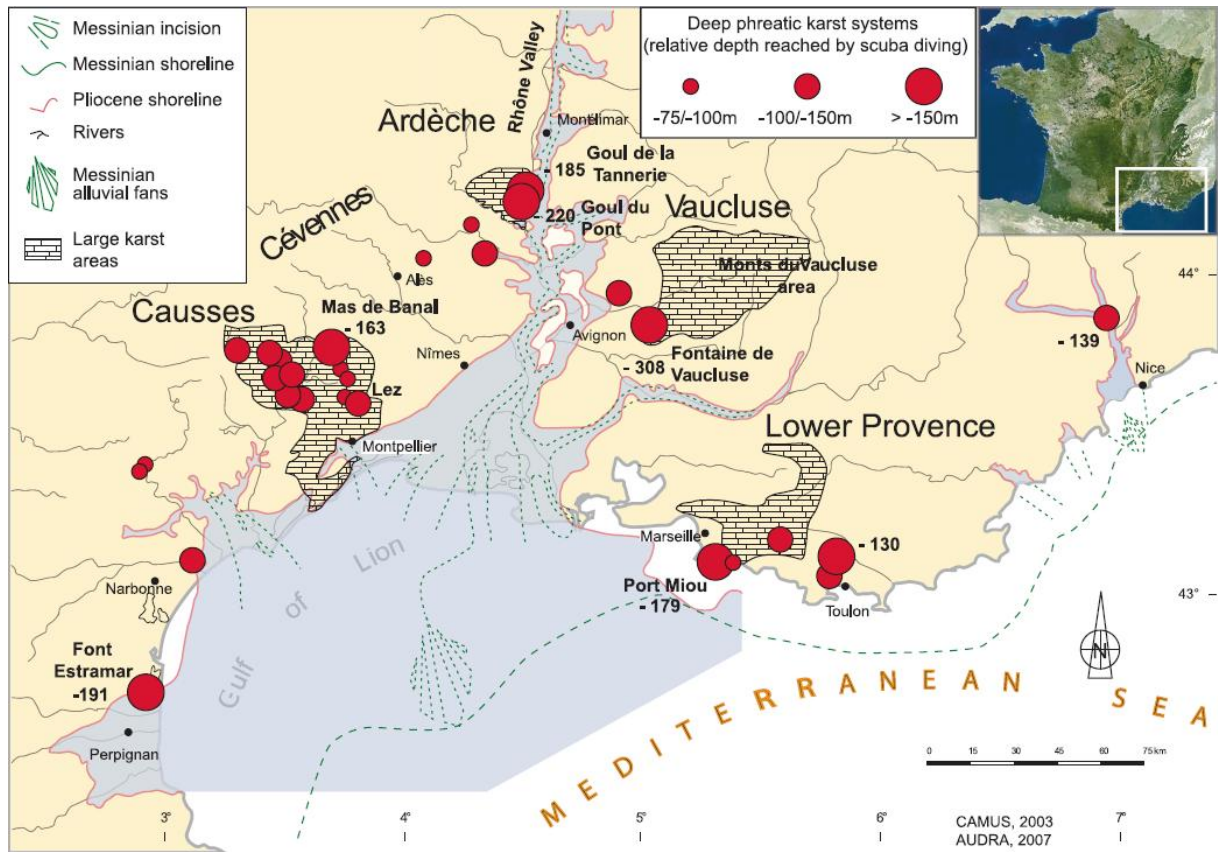 Messinian incision
Messinian shoreline
Pliocene shoreline
Rivers
Messinian
alluvial fans
Large karst
areas
Deep phreatic karst systems
(relative depth reached by scuba diving)
-75/-100m
-100/-150m
> -150m
Rhône Valley
Ardèche
Montélimar
- 185
Goul de la
Tannerie
- 220
Goul du
Pont
Vaucluse
Cévennes
Alès
Monts duVaucluse
area
44°
Mas de Banal
- 163
Causses
Avignon
Nîmes
- 308
Fontaine de
Vaucluse
- 139
Nice
Lez
Lower Provence
Montpellier
Marseille
- 130
Port Miou
- 179
Toulon
43°
Narbonne
Gulf of Lion
Font
Estramar
-191
Perpignan
N
MEDITERRANEAN SEA
0
15
30
45
60
75 km
3°
4°
5°
6°
7°
CAMUS, 2003
AUDRA, 2007